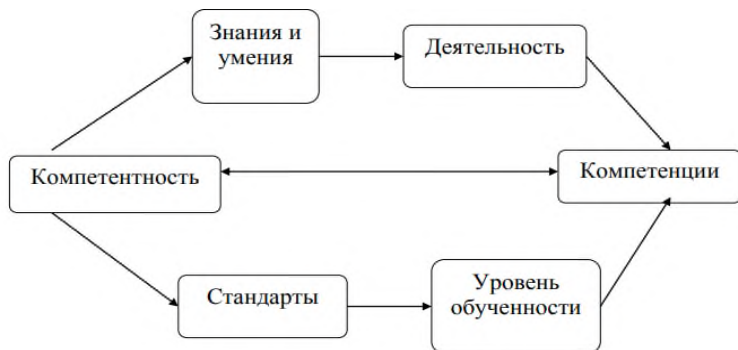 Знания и
умения
Деятельность
Компетентность
Компетенции
Стандарты
Уровень
обученности